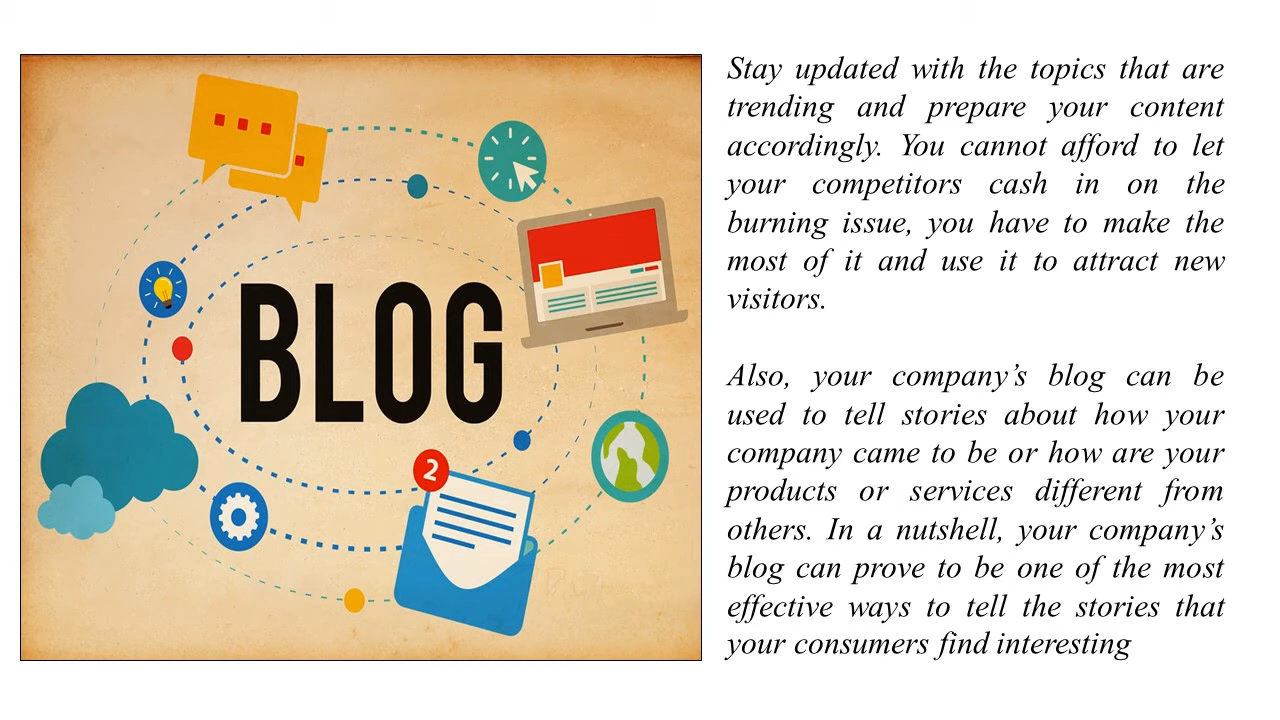 BLOG
2
Stay updated with the topics that are
trending and prepare your content
accordingly. You cannot afford to let
your competitors cash in on the
burning issue, you have to make the
most of it and use it to attract new
visitors.
Also, your company’s blog can be
used to tell stories about how your
company came to be or how are your
products or services different from
others. In a nutshell, your company’s
blog can prove to be one of the most
effective ways to tell the stories that
your consumers find interesting